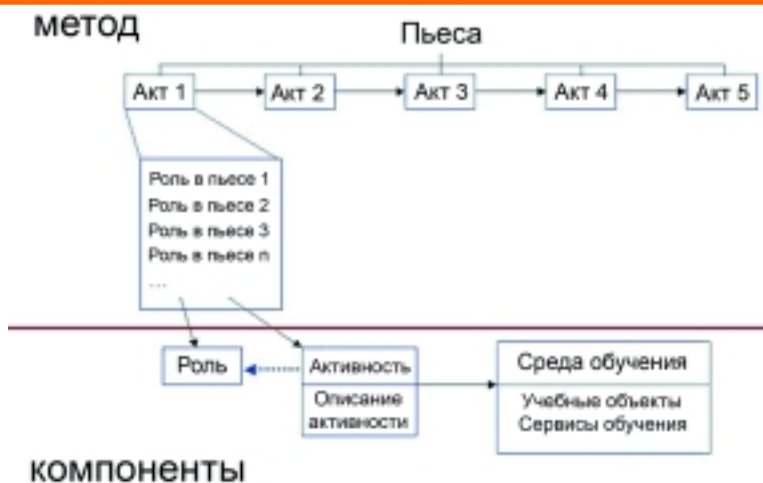 метод
Пьеса
Акт 1
Акт 2
Акт 3
Акт 4
Акт 5
Роль в пьесе 1
Роль в пьесе 2
Роль в пьесе 3
Роль в пьесе n
...
Роль
Активность
Описание
активности
Среда обучения
Учебные объекты
Сервисы обучения
компоненты